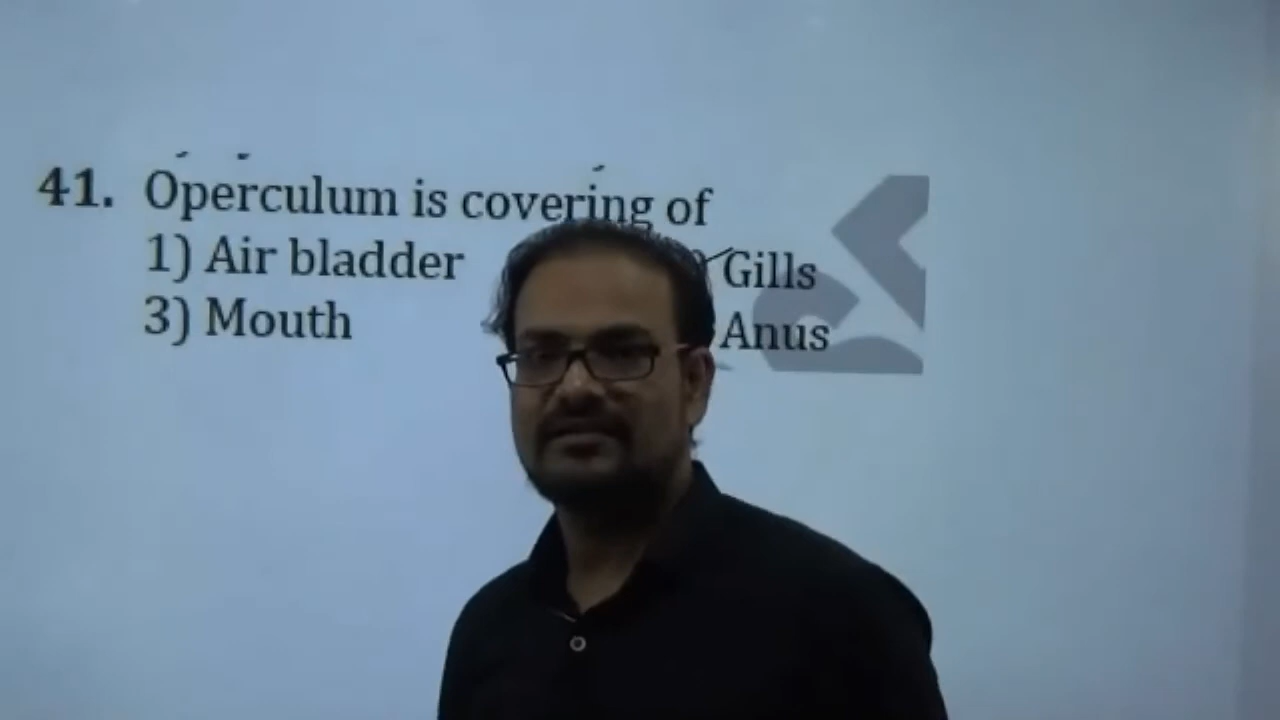 41. Operculum is covering of
1) Air bladder Gills
3) Mouth Anus